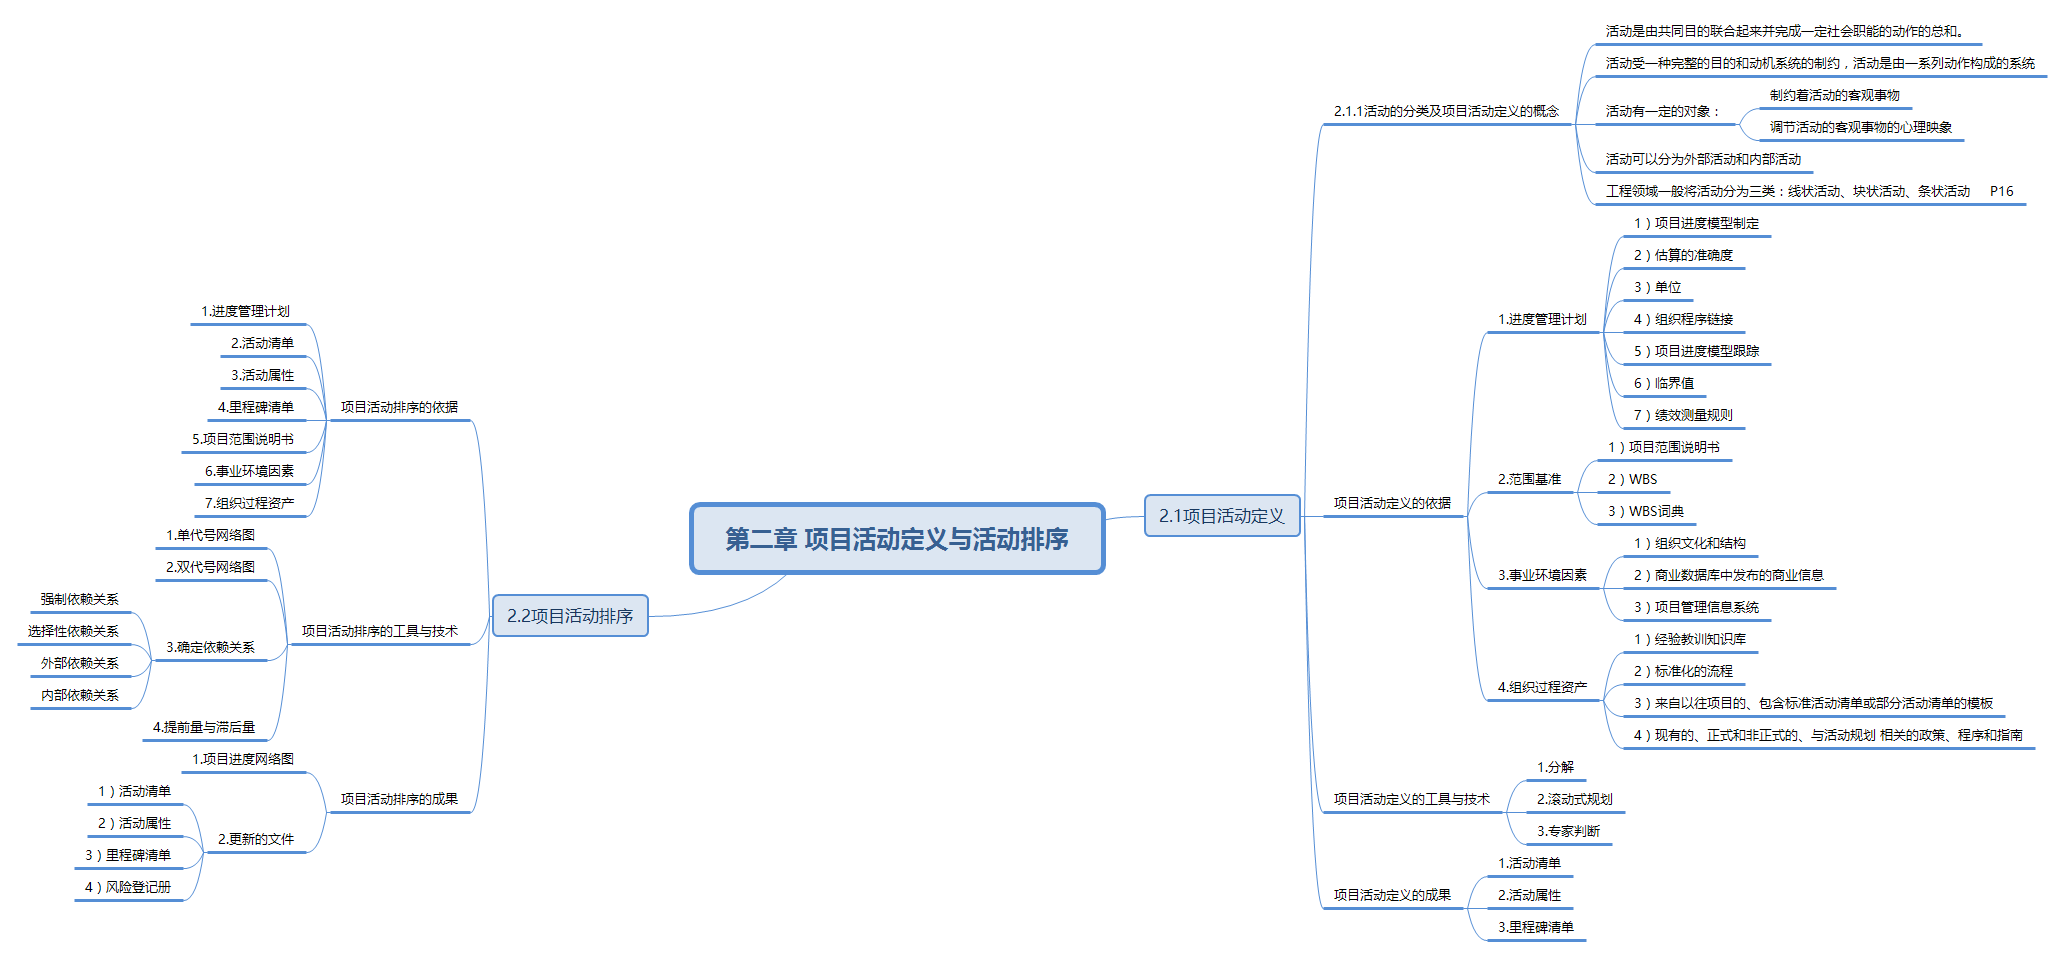 第二章 项目活动定义与活动排序
2.1项目活动定义
2.1.1活动的分类及项目活动定义的概念
活动是由共同目的联合起来并完成一定社会职能的动作的总和。
活动受一种完整的目的和动机系统的制约，活动是由一系列动作构成的系统
活动有一定的对象：
制约着活动的客观事物
调节活动的客观事物的心理映象
活动可以分为外部活动和内部活动
工程领域一般将活动分为三类：线状活动、块状活动、条状活动 P16
项目活动定义的依据
1.进度管理计划
1）项目进度模型制定
2）估算的准确度
3）单位
4）组织程序链接
5）项目进度模型跟踪
6）临界值
7）绩效测量规则
2.范围基准
1）项目范围说明书
2）WBS
3）WBS词典
3.事业环境因素
1）组织文化和结构
2）商业数据库中发布的商业信息
3）项目管理信息系统
4.组织过程资产
1）经验教训知识库
2）标准化的流程
3）来自以往项目的、包含标准活动清单或部分活动清单的模板
4）现有的、正式和非正式的、与活动规划 相关的政策、程序和指南
项目活动定义的工具与技术
1.分解
2.滚动式规划
3.专家判断
项目活动定义的成果
1.活动清单
2.活动属性
3.里程碑清单
2.2项目活动排序
项目活动排序的依据
1.进度管理计划
2.活动清单
3.活动属性
4.里程碑清单
5.项目范围说明书
6.事业环境因素
7.组织过程资产
项目活动排序的工具与技术
1.单代号网络图
2.双代号网络图
3.确定依赖关系
强制依赖关系
选择性依赖关系
外部依赖关系
内部依赖关系
4.提前量与滞后量
项目活动排序的成果
1.项目进度网络图
2.更新的文件
1）活动清单
2）活动属性
3）里程碑清单
4）风险登记册